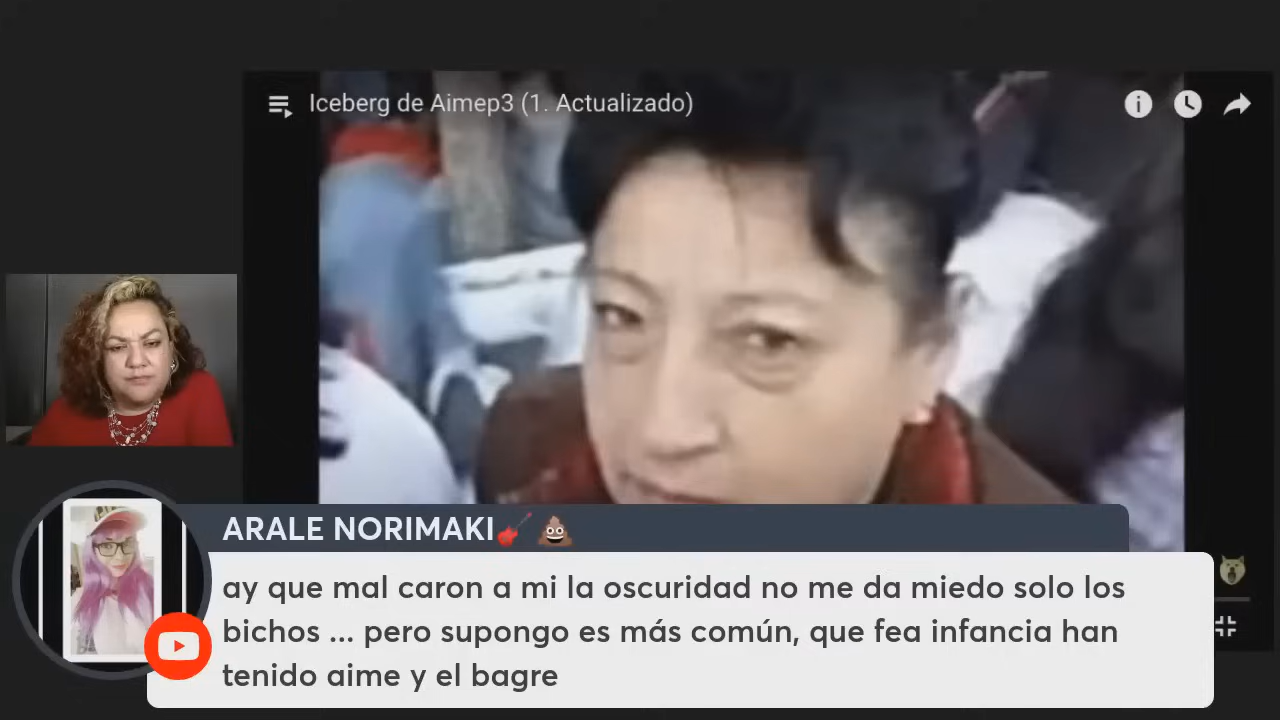 Iceberg de Aimep3 (1. Actualizado)
ARALE NORIMAKI🎸 💩
ay que mal caron a mi la oscuridad no me da miedo solo los
bichos ... pero supongo es más común, que fea infancia han
tenido aime y el bagre